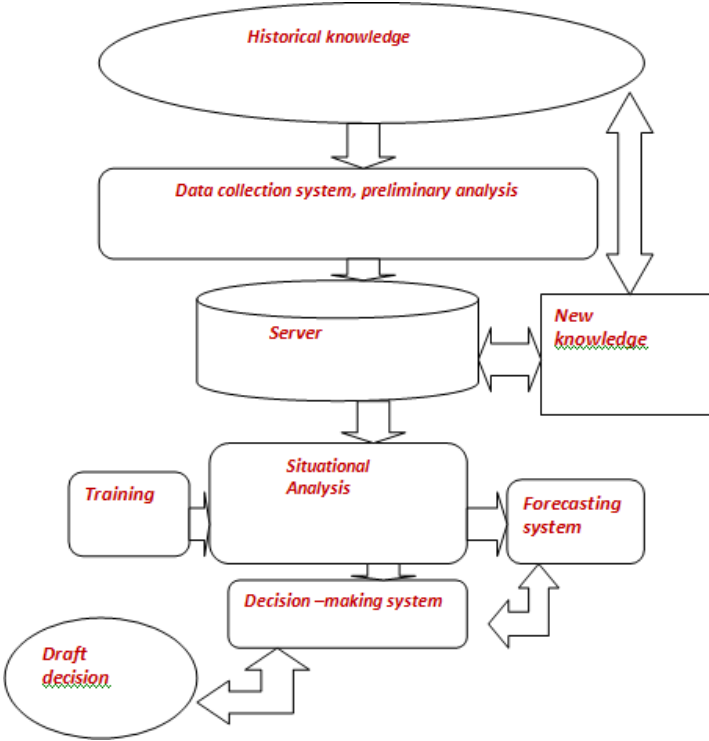 Historical knowledge
Data collection system, preliminary analysis
Server
New
knowledge
Situational
Analysis
Training
Forecasting
system
Decision –making system
Draft
decision